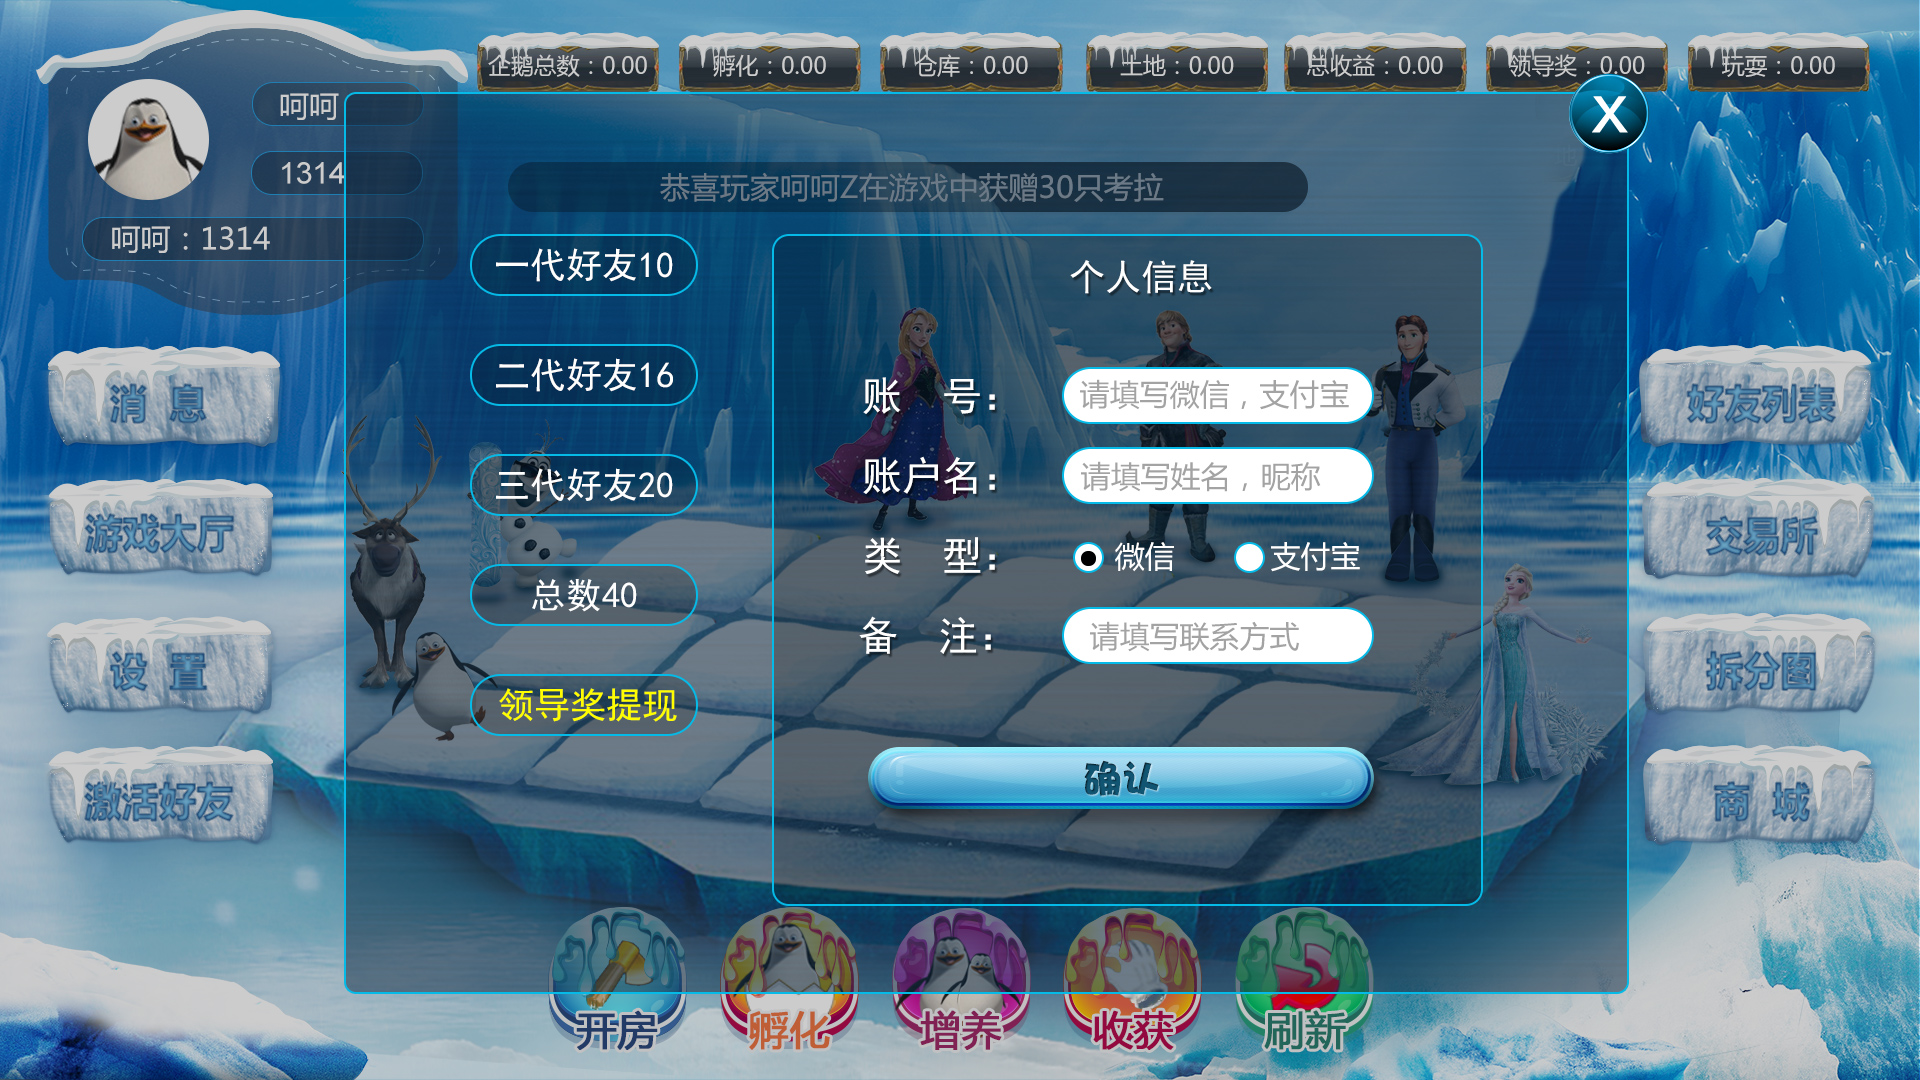 企鹅总数：0.00
孵化：0.00
仓库：0.00
土地：0.00
总收益：0.00
领导奖：0.00
玩耍：0.00
X
呵呵
1314
呵呵：1314
恭喜玩家呵呵Z在游戏中获赠30只考拉
一代好友10
二代好友16
三代好友20
总数40
领导奖提现
个人信息
账 号： 请填写微信，支付宝
账户名： 请填写姓名，昵称
类 型： 微信 支付宝
备 注： 请填写联系方式
确认
消 息
游戏大厅
设 置
激活好友
好友列表
交易所
拆分图
商 城
开房
孵化
增养
收获
刷新